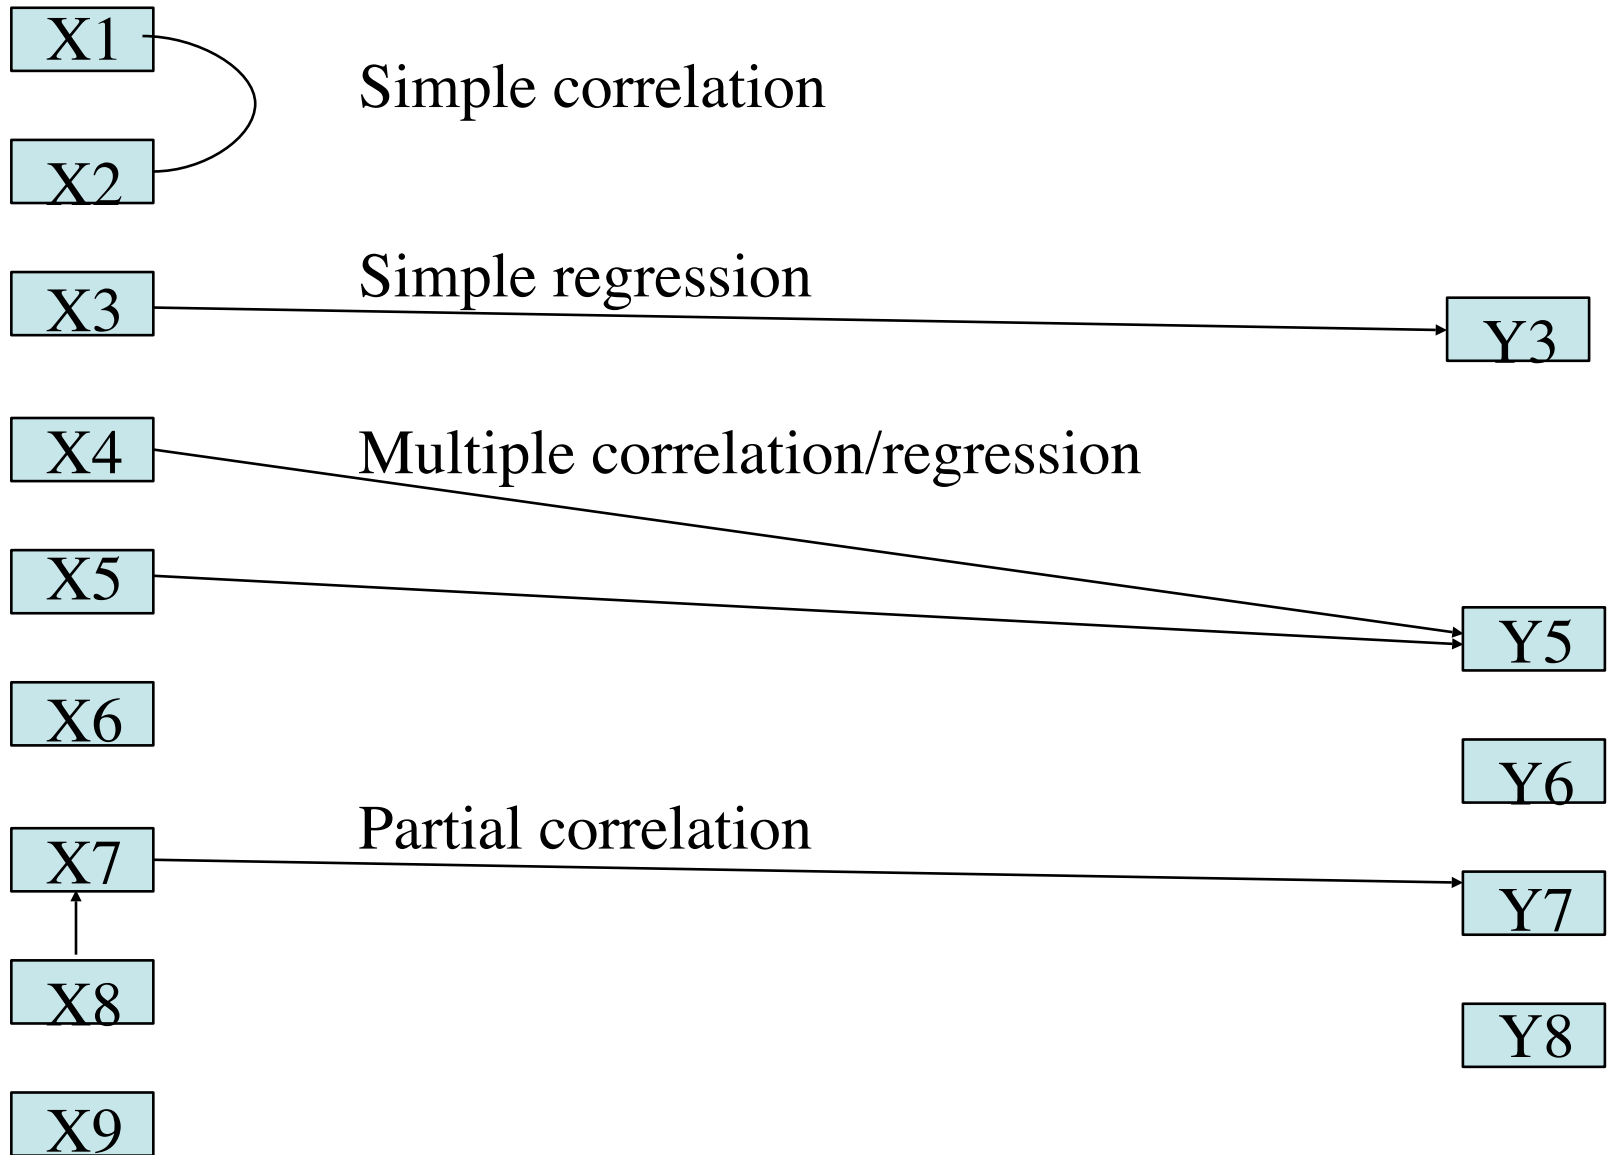 X1
Simple correlation
X2
Simple regression
X3
Y3
X4
Multiple correlation/regression
X5
Y5
X6
Y6
Partial correlation
X7
Y7
X8
Y8
X9